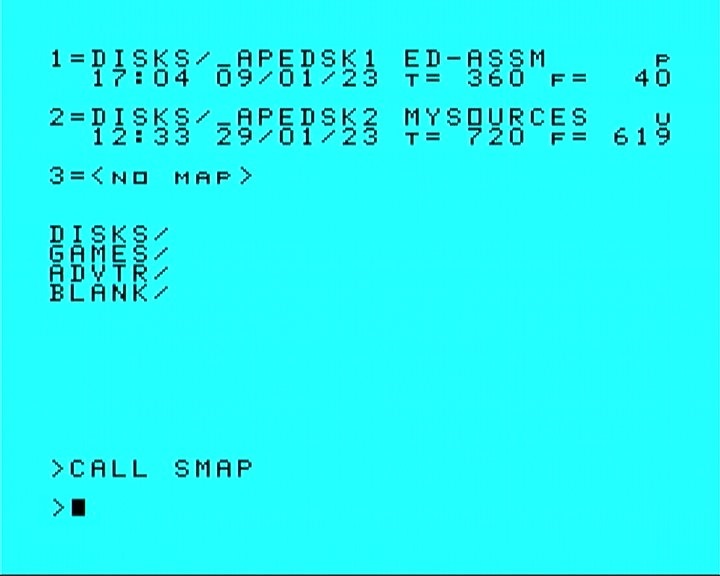 1=DISKS/_APEDSK1 ED-ASSM P
17:04 09/01/23 T= 360 F= 40
2=DISKS/_APEDSK2 MYSOURCES U
12:33 29/01/23 T= 720 F= 619
3=<NO MAP>
DISKS/
GAMES/
ADVTR/
BLANK/
>CALL SMAP
>